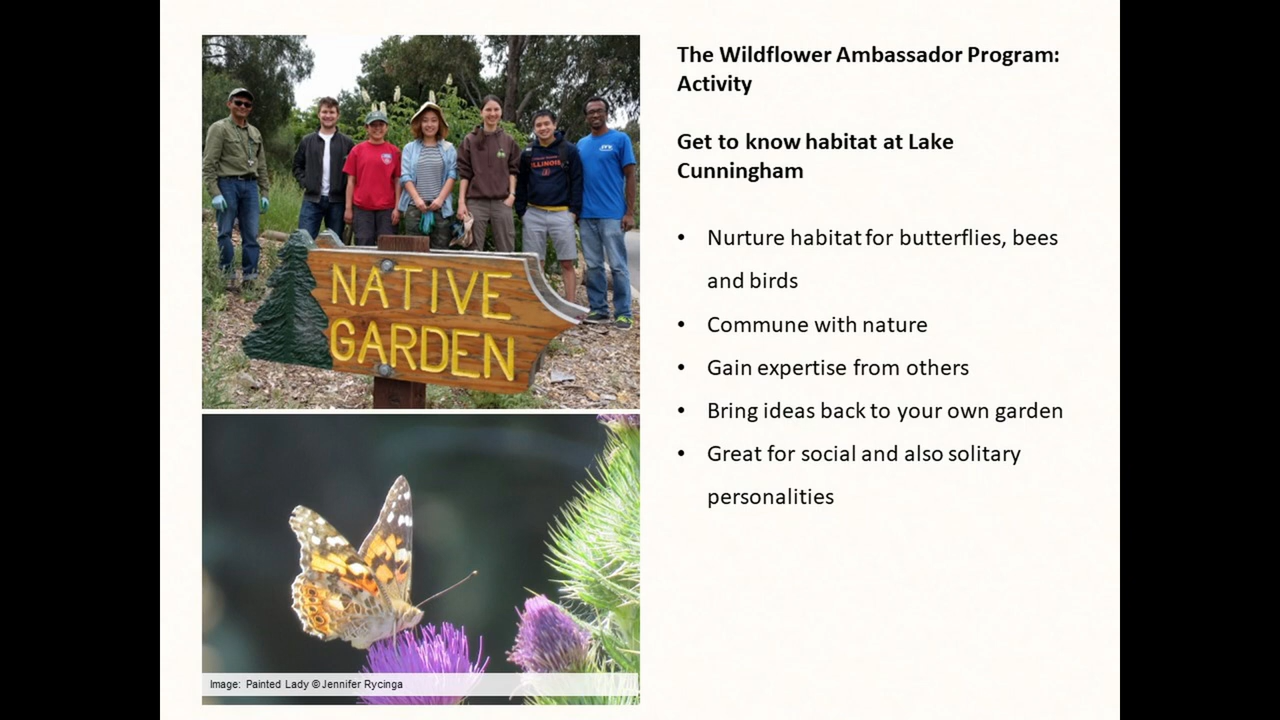 The Wildflower Ambassador Program:
Activity
Get to know habitat at Lake
Cunningham
• Nurture habitat for butterflies, bees
and birds
• Commune with nature
• Gain expertise from others
• Bring ideas back to your own garden
• Great for social and also solitary
personalities
NATIVE
GARDEN
ILLINOIS
Image: Painted Lady © Jennifer Rycinga